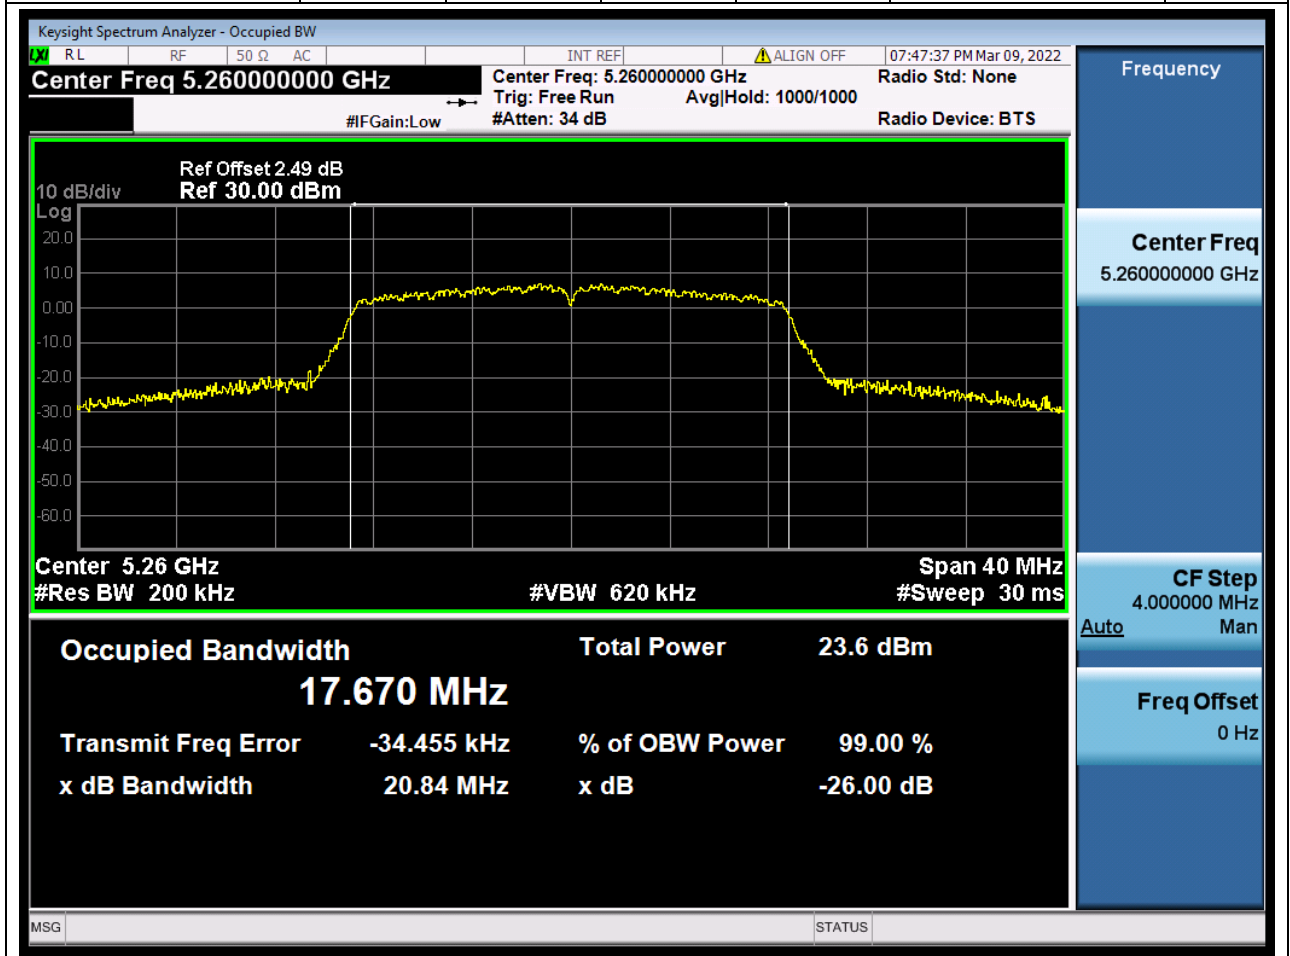 Keysight Spectrum Analyzer - Occupied BW
LXI RL RF 50 Ω AC INT REF ALIGN OFF 07:47:37 PM Mar 09, 2022
Center Freq 5.260000000 GHz Center Freq: 5.260000000 GHz Radio Std: None
Trig: Free Run Avg|Hold: 1000/1000
#IFGain:Low #Atten: 34 dB Radio Device: BTS
Frequency
Ref Offset 2.49 dB
10 dB/div Ref 30.00 dBm
Log
20.0
10.0
0.00
-10.0
-20.0
-30.0
-40.0
-50.0
-60.0
Center 5.26 GHz Span 40 MHz
#Res BW 200 kHz #VBW 620 kHz #Sweep 30 ms
Occupied Bandwidth Total Power 23.6 dBm
17.670 MHz
Transmit Freq Error -34.455 kHz % of OBW Power 99.00 %
x dB Bandwidth 20.84 MHz x dB -26.00 dB
Center Freq
5.260000000 GHz
CF Step
4.000000 MHz
Auto Man
Freq Offset
0 Hz
MSG STATUS